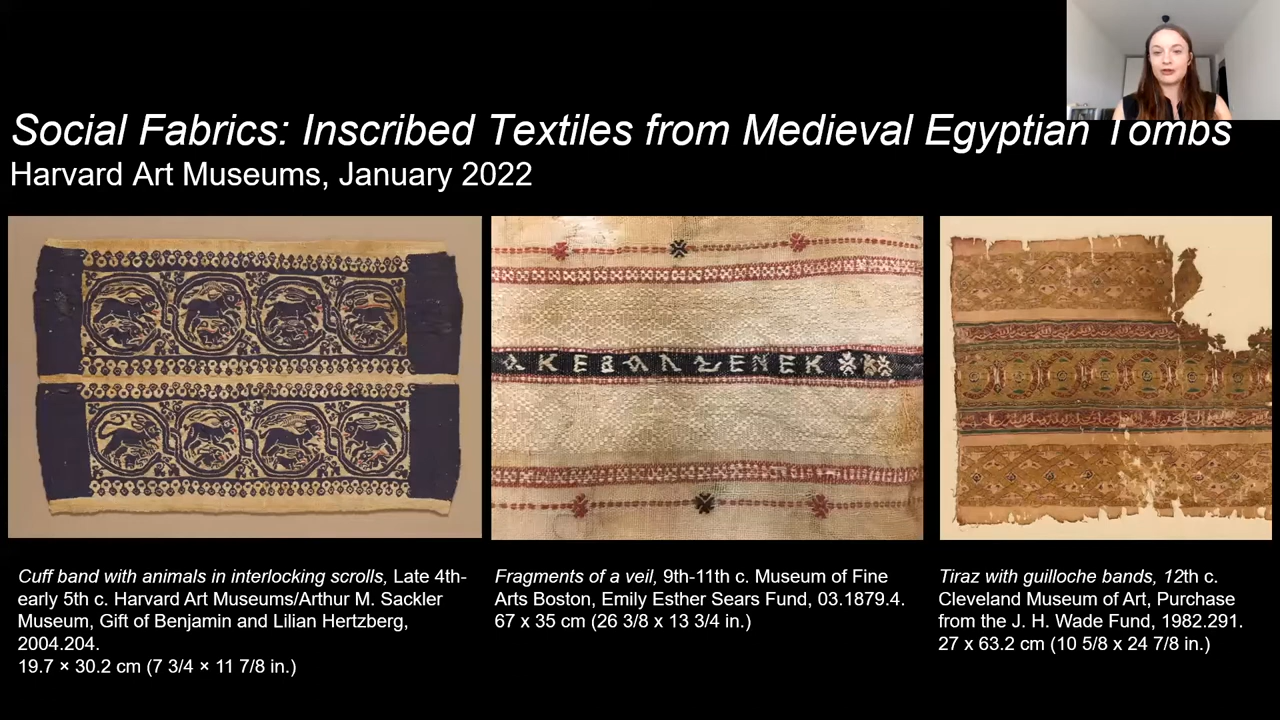 Social Fabrics: Inscribed Textiles from Medieval Egyptian Tombs
Harvard Art Museums, January 2022
KEBA
ENEK
Cuff band with animals in interlocking scrolls, Late 4th-
early 5th c. Harvard Art Museums/Arthur M. Sackler
Museum, Gift of Benjamin and Lilian Hertzberg,
2004.204.
19.7 × 30.2 cm (7 3/4 × 11 7/8 in.)
Fragments of a veil, 9th-11th c. Museum of Fine
Arts Boston, Emily Esther Sears Fund, 03.1879.4.
67 x 35 cm (26 3/8 x 13 3/4 in.)
Tiraz with guilloche bands, 12th c.
Cleveland Museum of Art, Purchase
from the J. H. Wade Fund, 1982.291.
27 x 63.2 cm (10 5/8 x 24 7/8 in.)